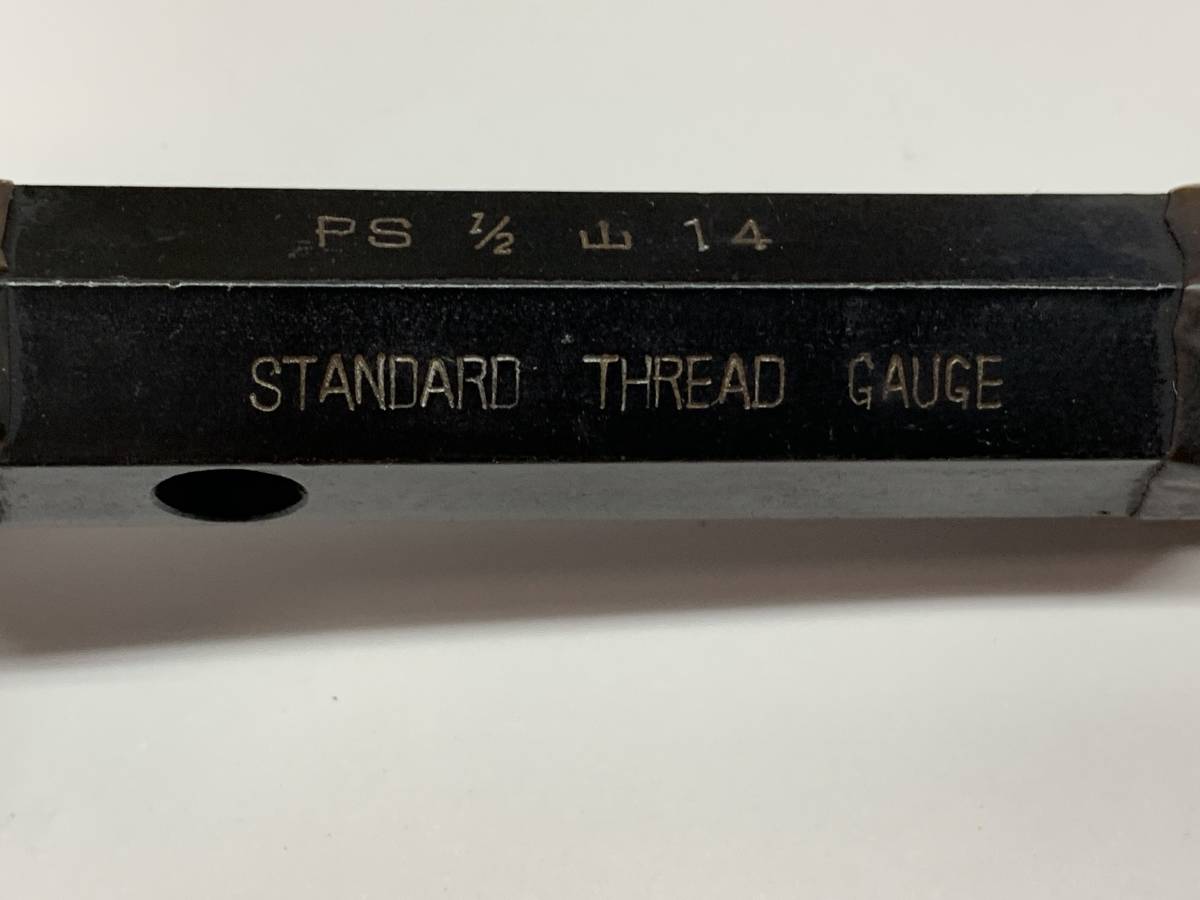 PS ½ 山 14
STANDARD THREAD GAUGE